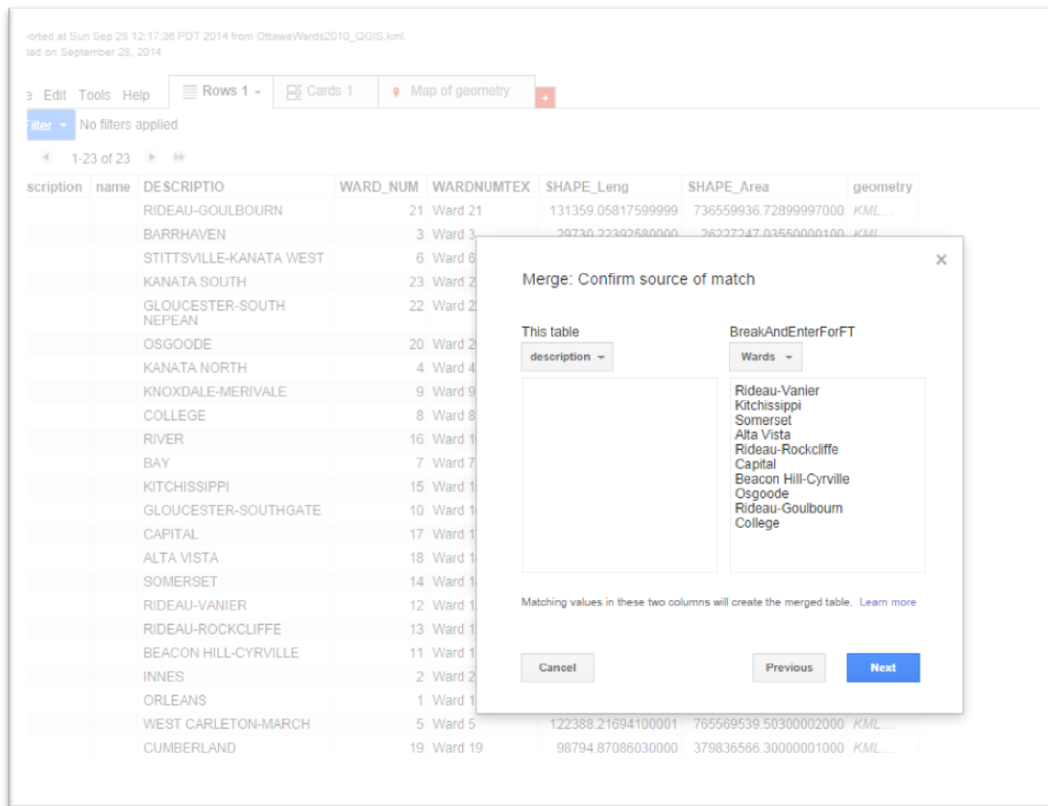 orted at Sun Sep 28 12:17:36 PDT 2014 from OttawaWards2010_QGIS.kml.
ted on September 28, 2014
e Edit Tools Help Rows 1 Cards 1 Map of geometry +
Filter No filters applied
1-23 of 23
scription name DESCRIPTIO WARD_NUM WARDNUMTEX SHAPE_Leng SHAPE_Area geometry
RIDEAU-GOULBOURN 21 Ward 21 131359.05817599999 736559936.72899997000 KML...
BARRHAVEN 3 Ward 3 29730.22392580000 26227247.03550000100 KML...
STITTSVILLE-KANATA WEST 6 Ward 6
KANATA SOUTH 23 Ward 2
GLOUCESTER-SOUTH
NEPEAN 22 Ward 2
OSGOODE 20 Ward 2
KANATA NORTH 4 Ward 4
KNOXDALE-MERIVALE 9 Ward 9
COLLEGE 8 Ward 8
RIVER 16 Ward 1
BAY 7 Ward 7
KITCHISSIPPI 15 Ward 1
GLOUCESTER-SOUTHGATE 10 Ward 1
CAPITAL 17 Ward 1
ALTA VISTA 18 Ward 1
SOMERSET 14 Ward 1
RIDEAU-VANIER 12 Ward 1
RIDEAU-ROCKCLIFFE 13 Ward 1
BEACON HILL-CYRVILLE 11 Ward 1
INNES 2 Ward 2
ORLEANS 1 Ward 1
WEST CARLETON-MARCH 5 Ward 5 122388.21694100001 765569539.50300002000 KML...
CUMBERLAND 19 Ward 19 98794.87086030000 379836566.30000001000 KML...
Merge: Confirm source of match
This table BreakAndEnterForFT
description Wards
Rideau-Vanier
Kitchissippi
Somerset
Alta Vista
Rideau-Rockcliffe
Capital
Beacon Hill-Cyrville
Osgoode
Rideau-Goulbourn
College
Matching values in these two columns will create the merged table. Learn more
Cancel Previous Next